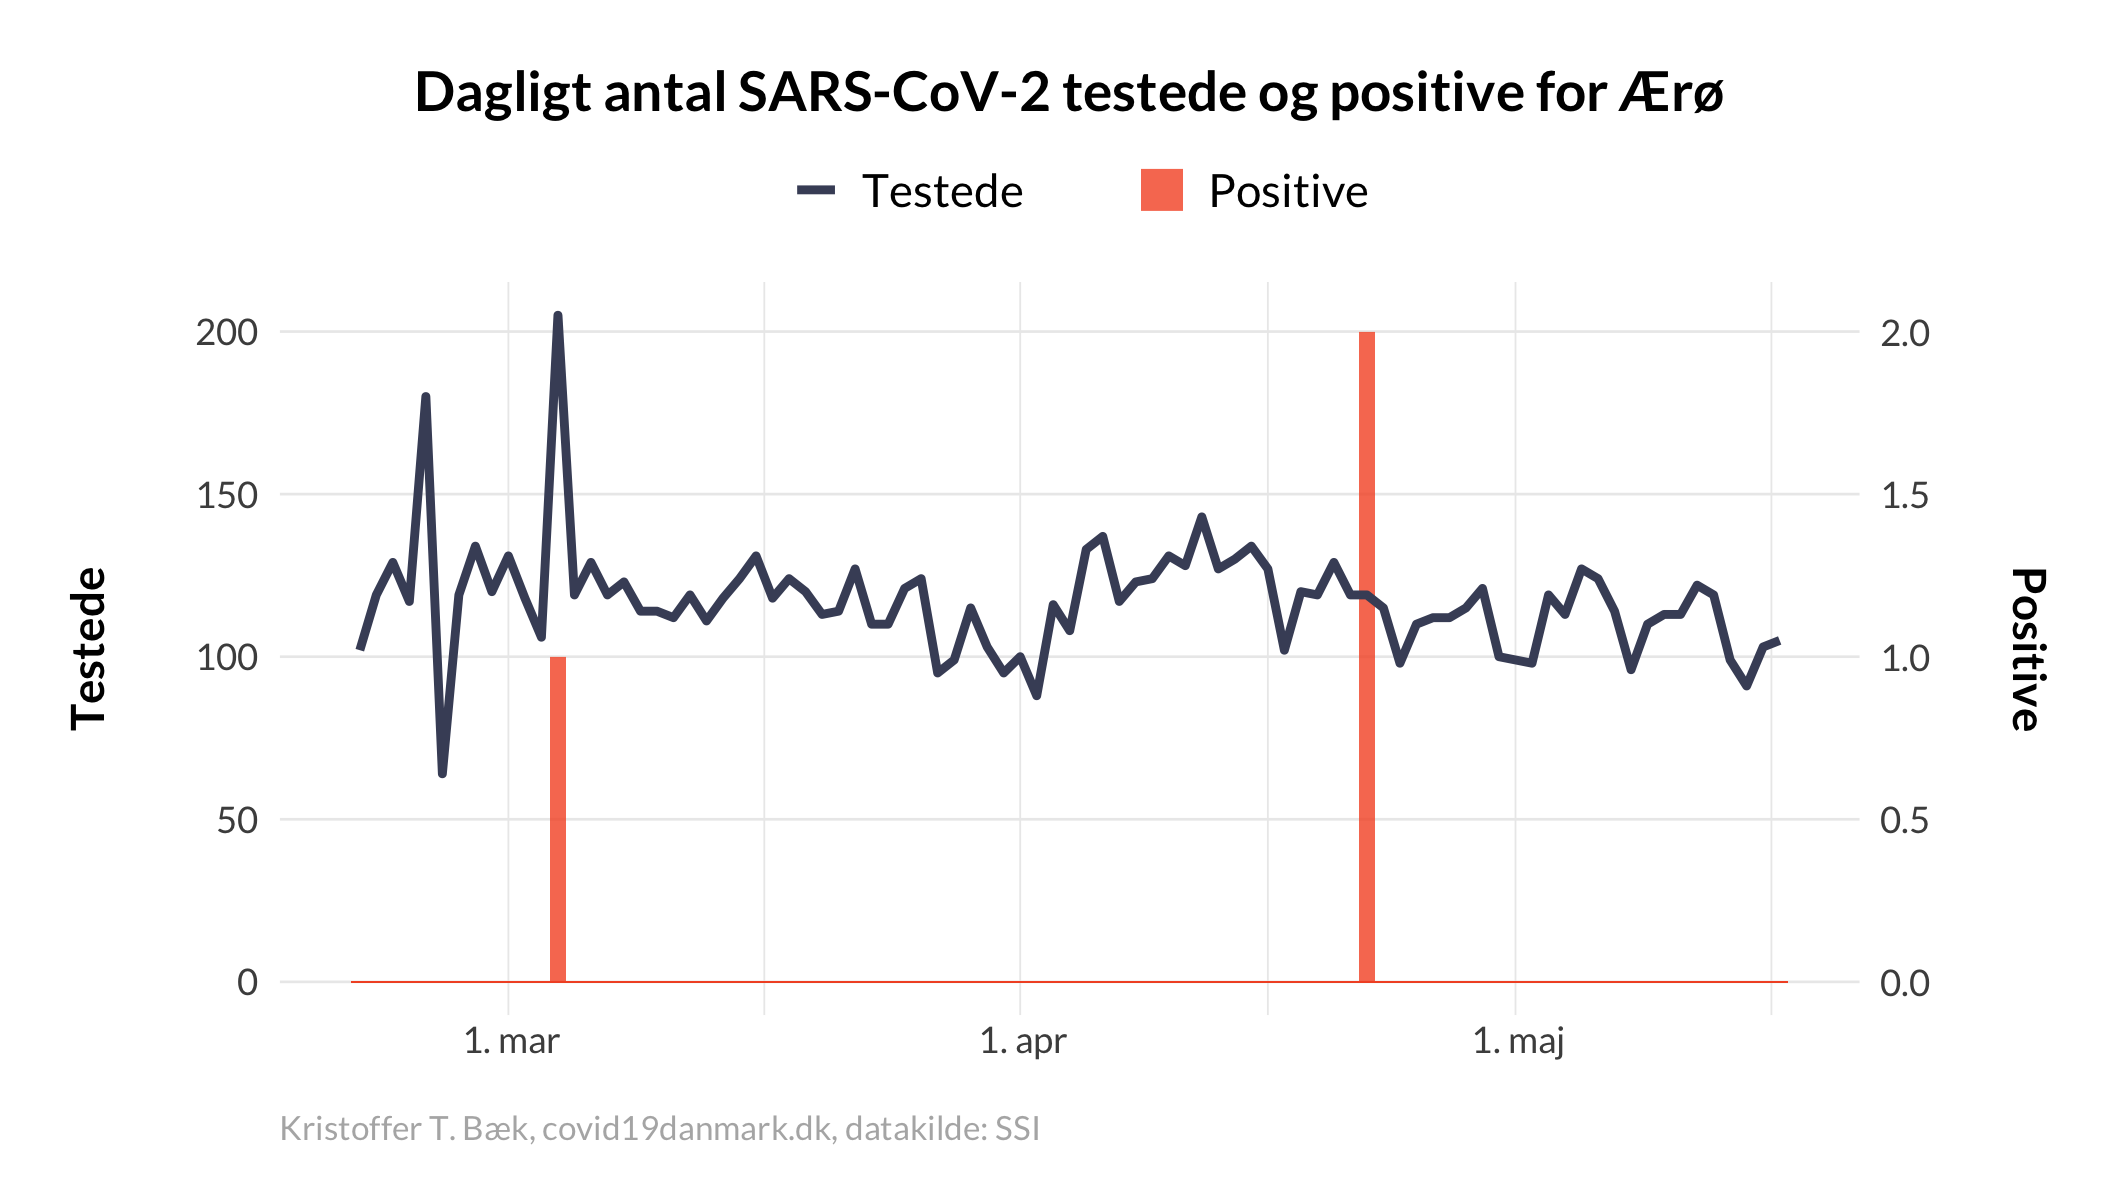 Dagligt antal SARS-CoV-2 testede og positive for Ærø
Testede
Positive
200
150
100
50
0
2.0
1.5
1.0
0.5
0.0
Testede
Positive
1. mar
1. apr
1. maj
Kristoffer T. Bæk, covid19danmark.dk, datakilde: SSI